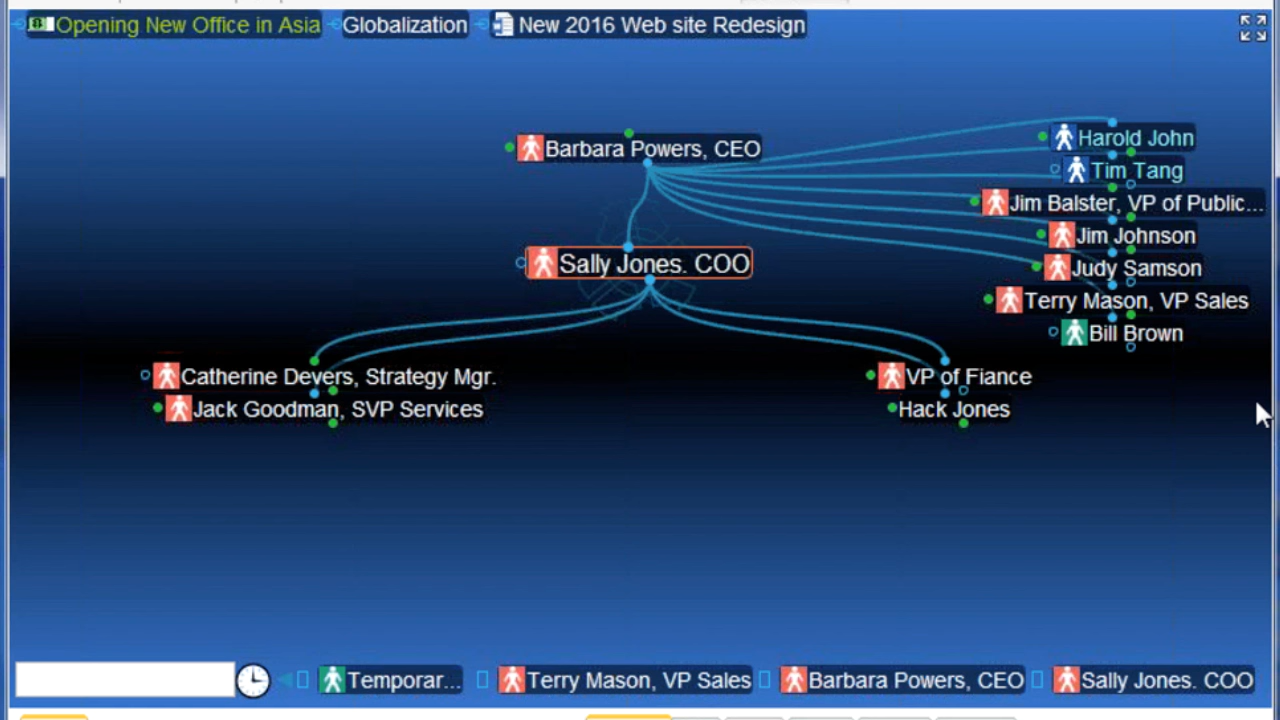 Opening New Office in Asia Globalization New 2016 Web site Redesign
Barbara Powers, CEO
Harold John
Tim Tang
Jim Balster, VP of Public...
Jim Johnson
Sally Jones. COO
Judy Samson
Terry Mason, VP Sales
Bill Brown
Catherine Devers, Strategy Mgr.
Jack Goodman, SVP Services
VP of Fiance
Hack Jones
Temporar... Terry Mason, VP Sales Barbara Powers, CEO Sally Jones. COO